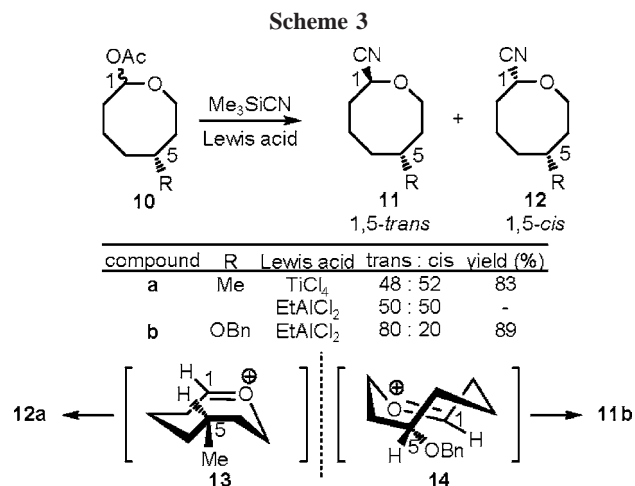 Scheme 3
OAc
1
O
5
R
10
Me3SiCN
Lewis acid
CN
1
O
5
R
11
1,5-trans
+
CN
1
O
5
R
12
1,5-cis
compound R Lewis acid trans : cis yield (%)
a Me TiCl4 48 : 52 83
EtAlCl2 50 : 50 -
b OBn EtAlCl2 80 : 20 89
12a
H
1
H
O
⊕
5
Me
13
⊕
O
1
H
5
H
OBn
14
11b